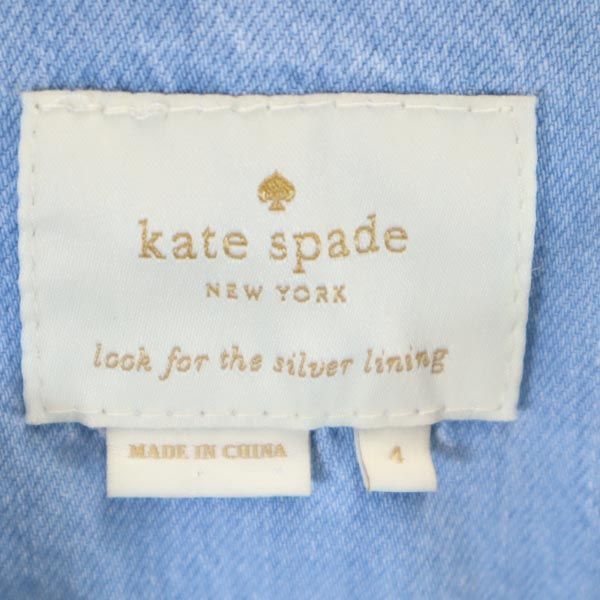 kate spade
NEW YORK
look for the silver lining
MADE IN CHINA
4